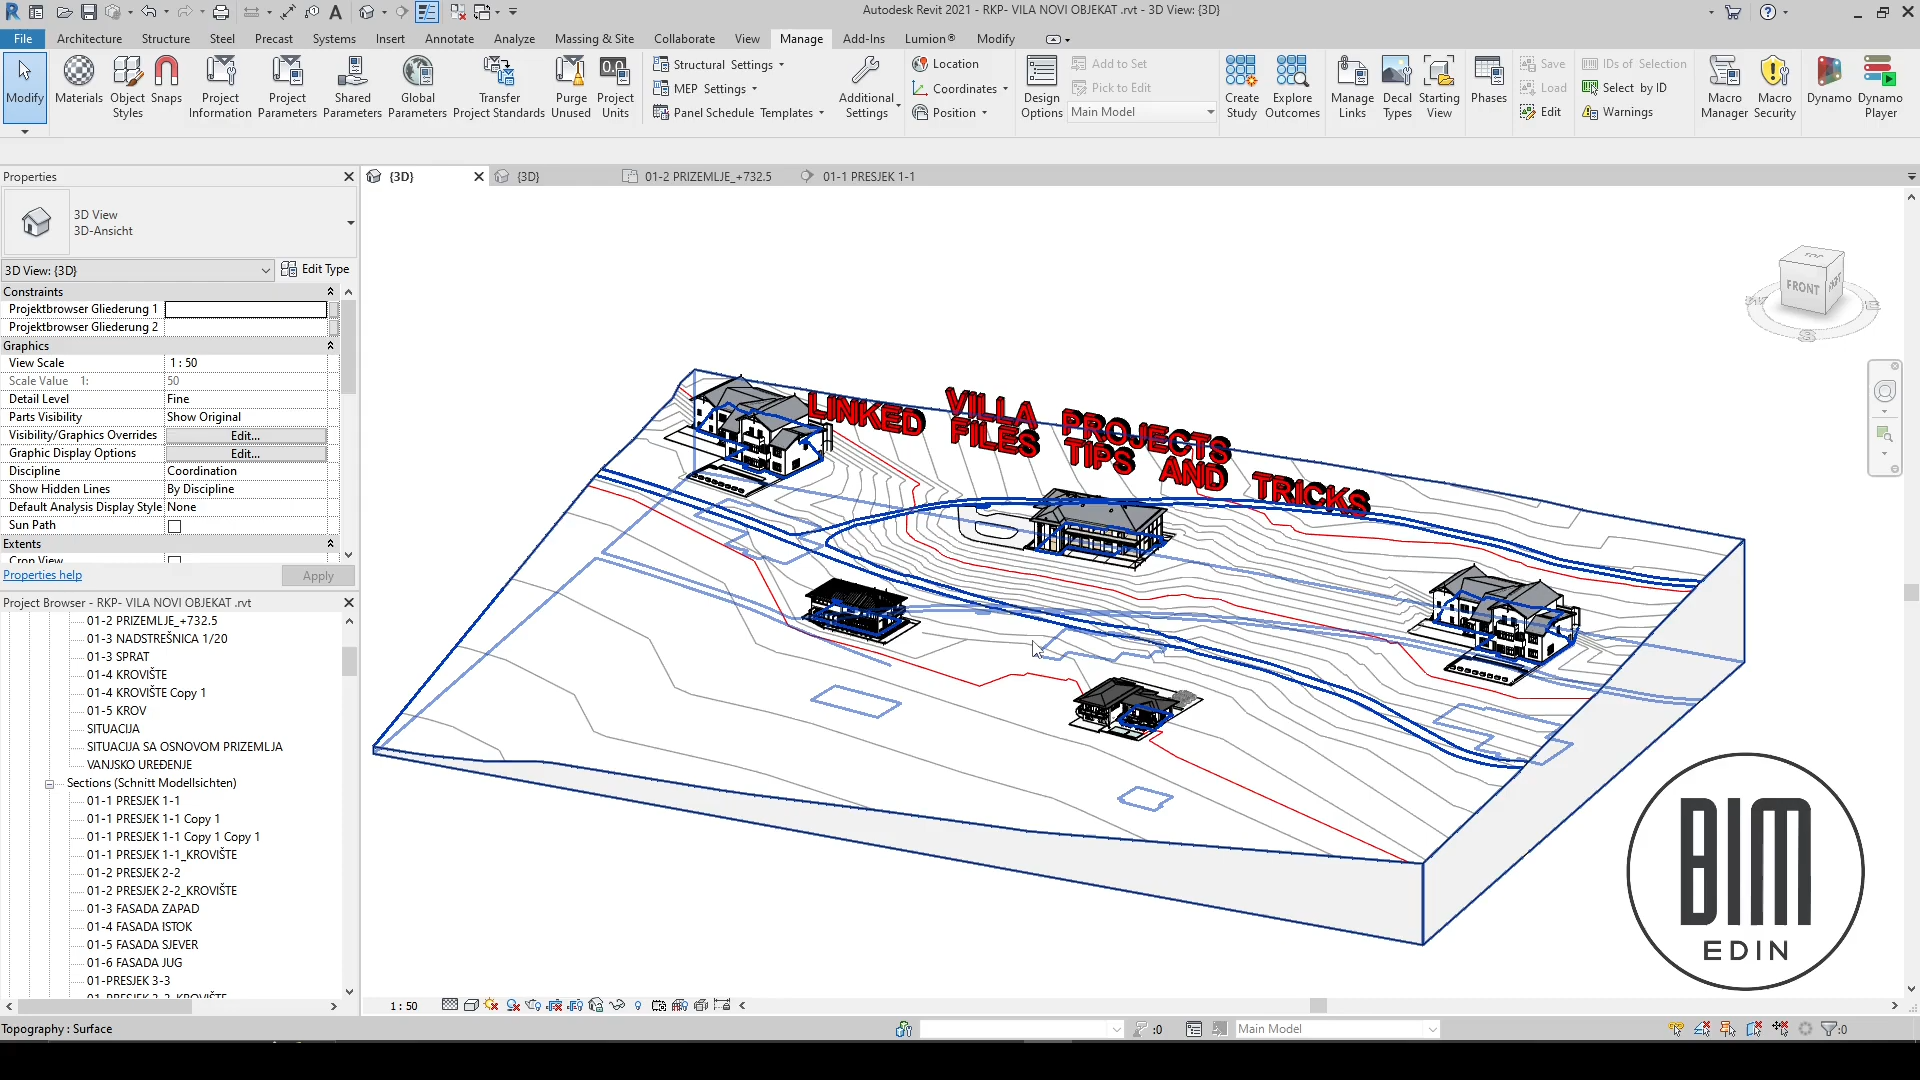 Autodesk Revit 2021 - RKP- VILA NOVI OBJEKAT .rvt - 3D View: {3D}
File Architecture Structure Steel Precast Systems Insert Annotate Analyze Massing & Site Collaborate View Manage Add-Ins Lumion® Modify
Modify
Materials
Object Styles
Snaps
Project Information
Project Parameters
Shared Parameters
Global Parameters
Transfer Project Standards
Purge Unused
Project Units
Structural Settings
MEP Settings
Panel Schedule Templates
Additional Settings
Location
Coordinates
Position
Design Options
Add to Set
Pick to Edit
Main Model
Create Study
Explore Outcomes
Manage Links
Decal Types
Starting View
Phases
Save
Load
Edit
IDs of Selection
Select by ID
Warnings
Macro Manager
Macro Security
Dynamo
Dynamo Player
Properties
{3D} {3D} 01-2 PRIZEMLJE_+732.5 01-1 PRESJEK 1-1
3D View
3D-Ansicht
3D View: {3D} Edit Type
Constraints
Projektbrowser Gliederung 1
Projektbrowser Gliederung 2
Graphics
View Scale 1 : 50
Scale Value 1: 50
Detail Level Fine
Parts Visibility Show Original
Visibility/Graphics Overrides Edit...
Graphic Display Options Edit...
Discipline Coordination
Show Hidden Lines By Discipline
Default Analysis Display Style None
Sun Path
Extents
Crop View
Properties help Apply
Project Browser - RKP- VILA NOVI OBJEKAT .rvt
01-2 PRIZEMLJE_+732.5
01-3 NADSTREŠNICA 1/20
01-3 SPRAT
01-4 KROVIŠTE
01-4 KROVIŠTE Copy 1
01-5 KROV
SITUACIJA
SITUACIJA SA OSNOVOM PRIZEMLJA
VANJSKO UREĐENJE
Sections (Schnitt Modellsichten)
01-1 PRESJEK 1-1
01-1 PRESJEK 1-1 Copy 1
01-1 PRESJEK 1-1 Copy 1 Copy 1
01-1 PRESJEK 1-1_KROVIŠTE
01-2 PRESJEK 2-2
01-2 PRESJEK 2-2_KROVIŠTE
01-3 FASADA ZAPAD
01-4 FASADA ISTOK
01-5 FASADA SJEVER
01-6 FASADA JUG
01-PRESJEK 3-3
01-PRESJEK 3-3_KROVIŠTE
LINKED VILLA PROJECTS
FILES TIPS AND TRICKS
TOP
FRONT
RIGHT
W
S
E
BIM
EDIN
1 : 50
Topography : Surface
:0
Main Model
:0